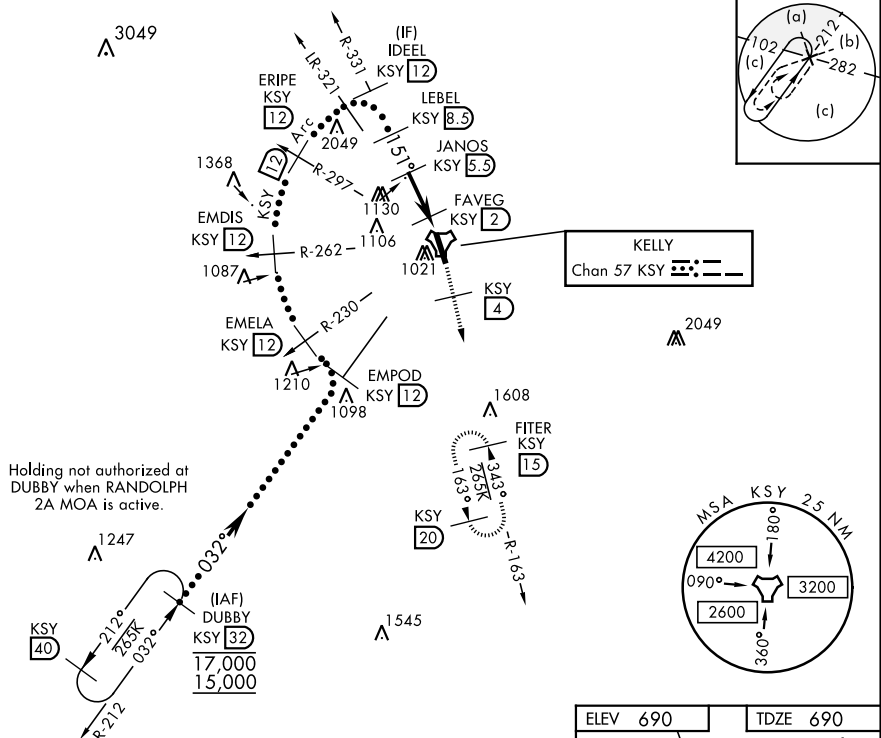 3049
LR-321
R-331
(IF)
IDEEL
KSY 12
ERIPE
KSY
12
LEBEL
KSY 8.5
Arc
2049
151°
JANOS
KSY 5.5
12
KSY
1368
R-297
1130
1106
FAVEG
KSY 2
EMDIS
KSY 12
R-262
1021
KELLY
Chan 57 KSY
1087
KSY
4
EMELA
KSY 12
R-230
2049
1210
EMPOD
KSY 12
1098
1608
FITER
KSY
15
Holding not authorized at
DUBBY when RANDOLPH
2A MOA is active.
163°
265K
343°
KSY
20
R-163
032°
1247
(IAF)
DUBBY
KSY 32
17,000
15,000
1545
KSY
40
212°
265K
032°
R-212
(a)
212
102
(b)
(c)
282
(c)
MSA KSY 25 NM
180°
4200
090°
3200
2600
360°
ELEV 690
TDZE 690